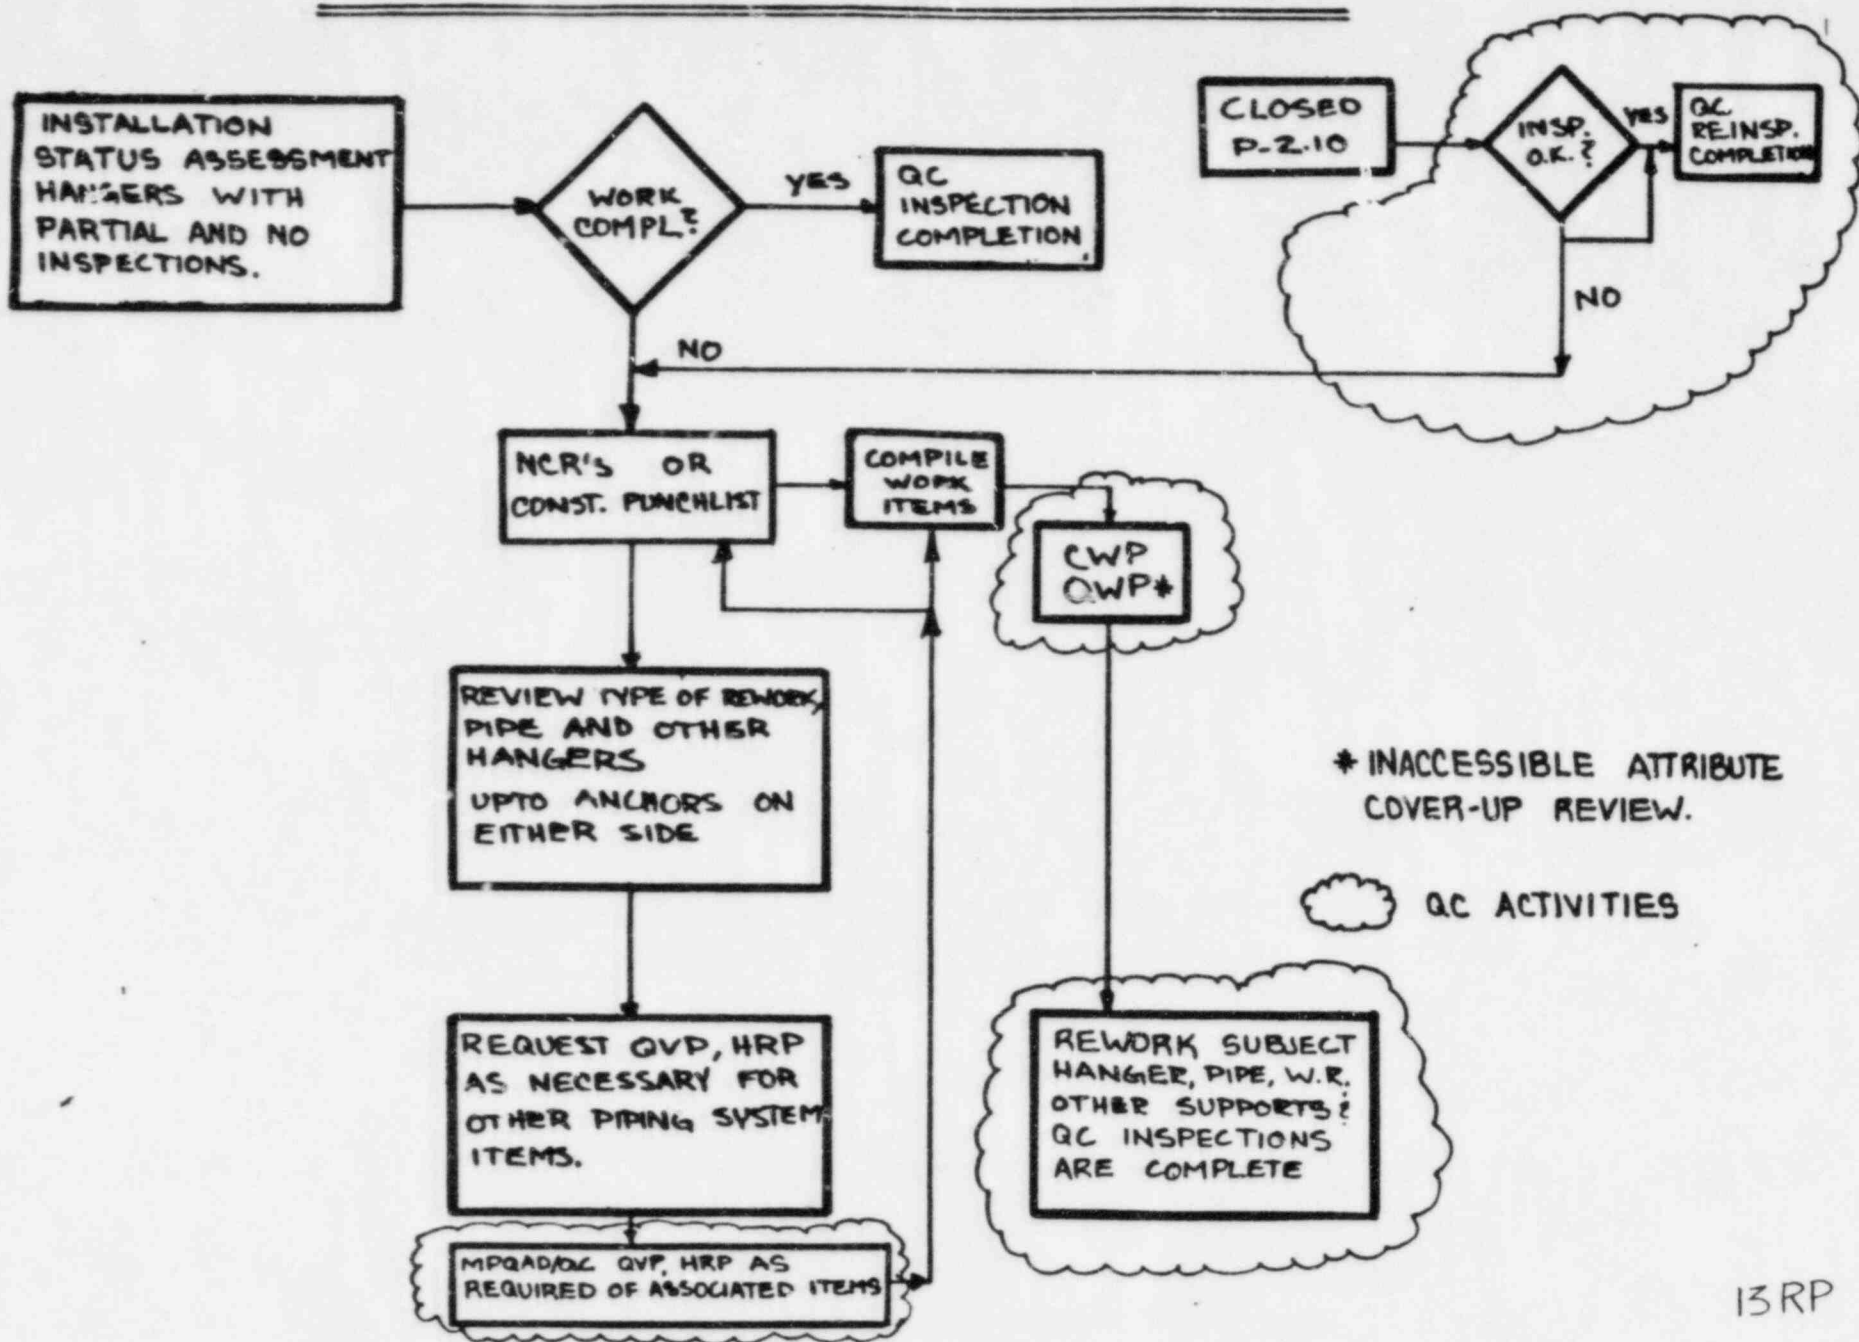 INSTALLATION
STATUS ASSESSMENT
HANGERS WITH
PARTIAL AND NO
INSPECTIONS.
WORK
COMPL?
YES
QC
INSPECTION
COMPLETION
CLOSED
P-2.10
INSP.
O.K.?
YES
QC
REINSP.
COMPLETION
NO
NO
NCR'S OR
CONST. PUNCHLIST
COMPILE
WORK
ITEMS
CWP
QWP*
REVIEW TYPE OF REWORK,
PIPE AND OTHER
HANGERS
UPTO ANCHORS ON
EITHER SIDE
* INACCESSIBLE ATTRIBUTE
COVER-UP REVIEW.
QC ACTIVITIES
REQUEST QVP, HRP
AS NECESSARY FOR
OTHER PIPING SYSTEM
ITEMS.
REWORK SUBJECT
HANGER, PIPE, W.R.
OTHER SUPPORTS &
QC INSPECTIONS
ARE COMPLETE
MPQAD/QC QVP, HRP AS
REQUIRED OF ASSOCIATED ITEMS
13RP